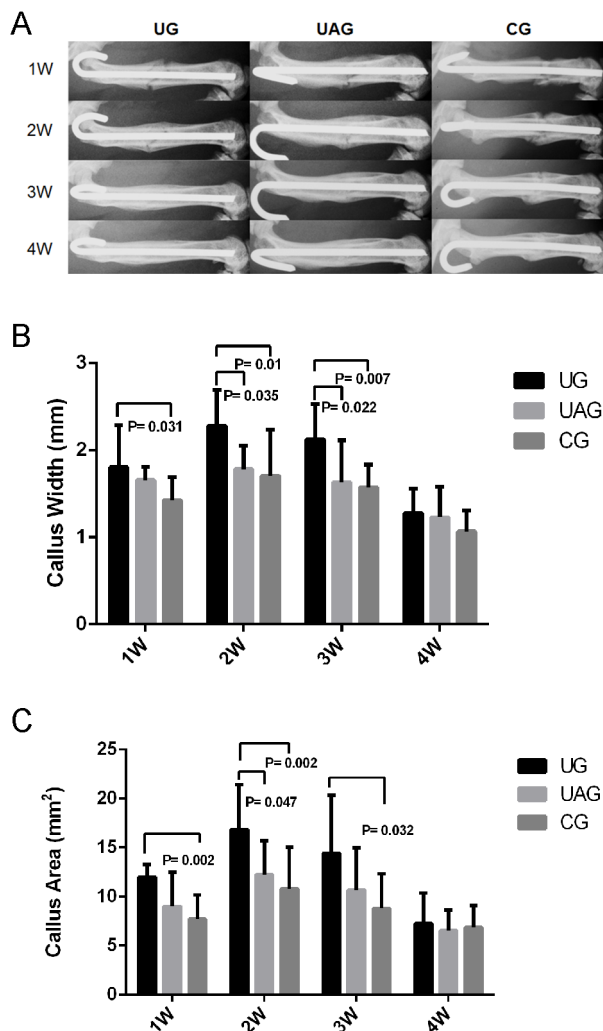 A
UG UAG CG
1W
2W
3W
4W
B
Callus Width (mm)
3
2
1
0
P= 0.031
P= 0.01
P= 0.035
P= 0.007
P= 0.022
1W 2W 3W 4W
UG
UAG
CG
C
Callus Area (mm²)
25
20
15
10
5
0
P= 0.002
P= 0.002
P= 0.047
P= 0.032
1W 2W 3W 4W
UG
UAG
CG